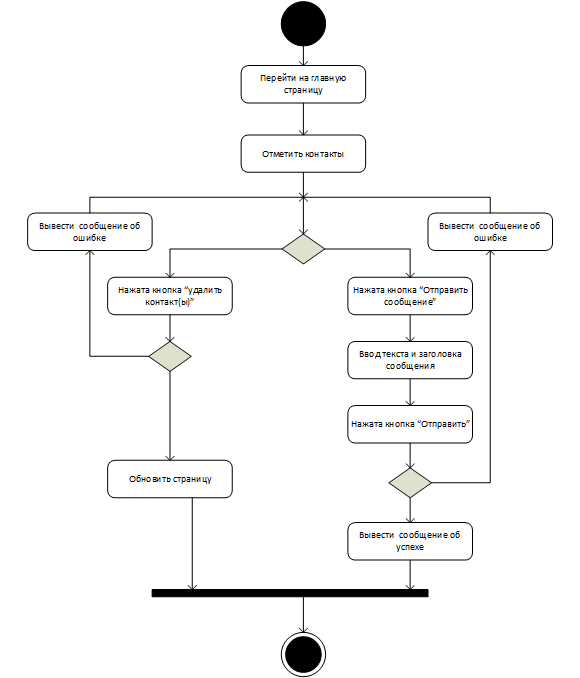 Перейти на главную
страницу
Отметить контакты
Вывести сообщение об
ошибке
Вывести сообщение об
ошибке
Нажата кнопка “удалить
контакт(ы)”
Нажата кнопка “Отправить
сообщение”
Ввод текста и заголовка
сообщения
Нажата кнопка “Отправить”
Обновить страницу
Вывести сообщение об
успехе